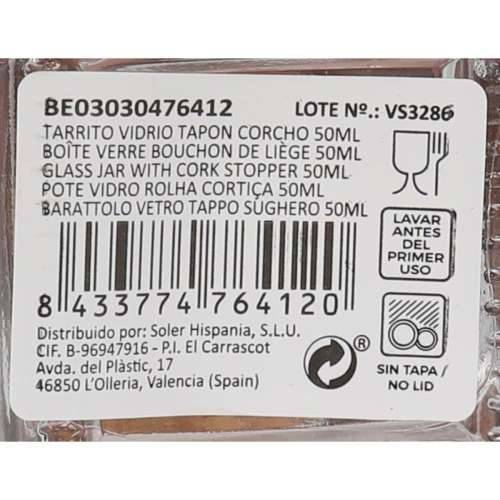 BE03030476412 LOTE Nº.: VS3286
TARRITO VIDRIO TAPON CORCHO 50ML
BOÎTE VERRE BOUCHON DE LIÈGE 50ML
GLASS JAR WITH CORK STOPPER 50ML
POTE VIDRO ROLHA CORTIÇA 50ML
BARATTOLO VETRO TAPPO SUGHERO 50ML
LAVAR
ANTES
DEL
PRIMER
USO
8 433774 764120
Distribuido por: Soler Hispania, S.L.U.
CIF. B-96947916 - P.I. El Carrascot
Avda. del Plàstic, 17
46850 L'Olleria, Valencia (Spain)
®
SIN TAPA /
NO LID